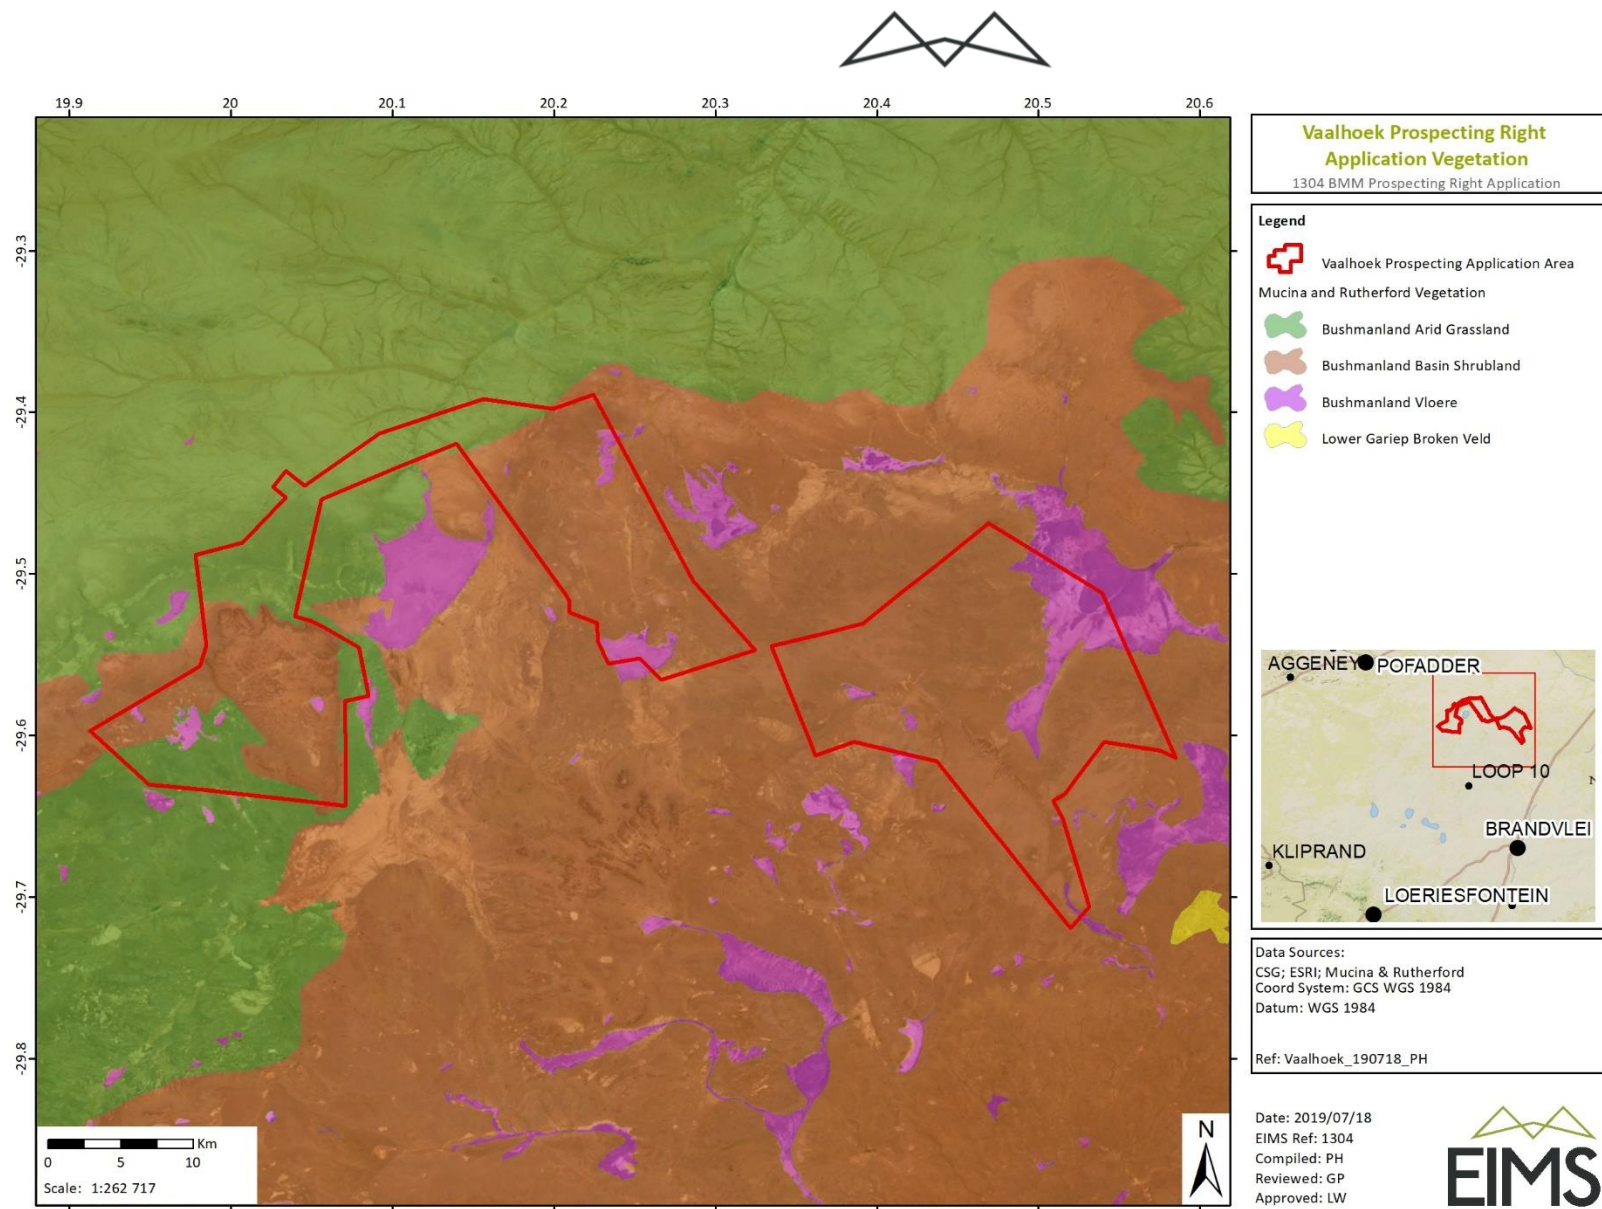 19.9 20 20.1 20.2 20.3 20.4 20.5 20.6
-29.3
-29.4
-29.5
-29.6
-29.7
-29.8
Km
0 5 10
Scale: 1:262 717
N
Vaalhoek Prospecting Right
Application Vegetation
1304 BMM Prospecting Right Application
Legend
Vaalhoek Prospecting Application Area
Mucina and Rutherford Vegetation
Bushmanland Arid Grassland
Bushmanland Basin Shrubland
Bushmanland Vloere
Lower Gariep Broken Veld
AGGENEY
POFADDER
LOOP 10
BRANDVLEI
KLIPRAND
LOERIESFONTEIN
Data Sources:
CSG; ESRI; Mucina & Rutherford
Coord System: GCS WGS 1984
Datum: WGS 1984
Ref: Vaalhoek_190718_PH
Date: 2019/07/18
EIMS Ref: 1304
Compiled: PH
Reviewed: GP
Approved: LW
EIMS